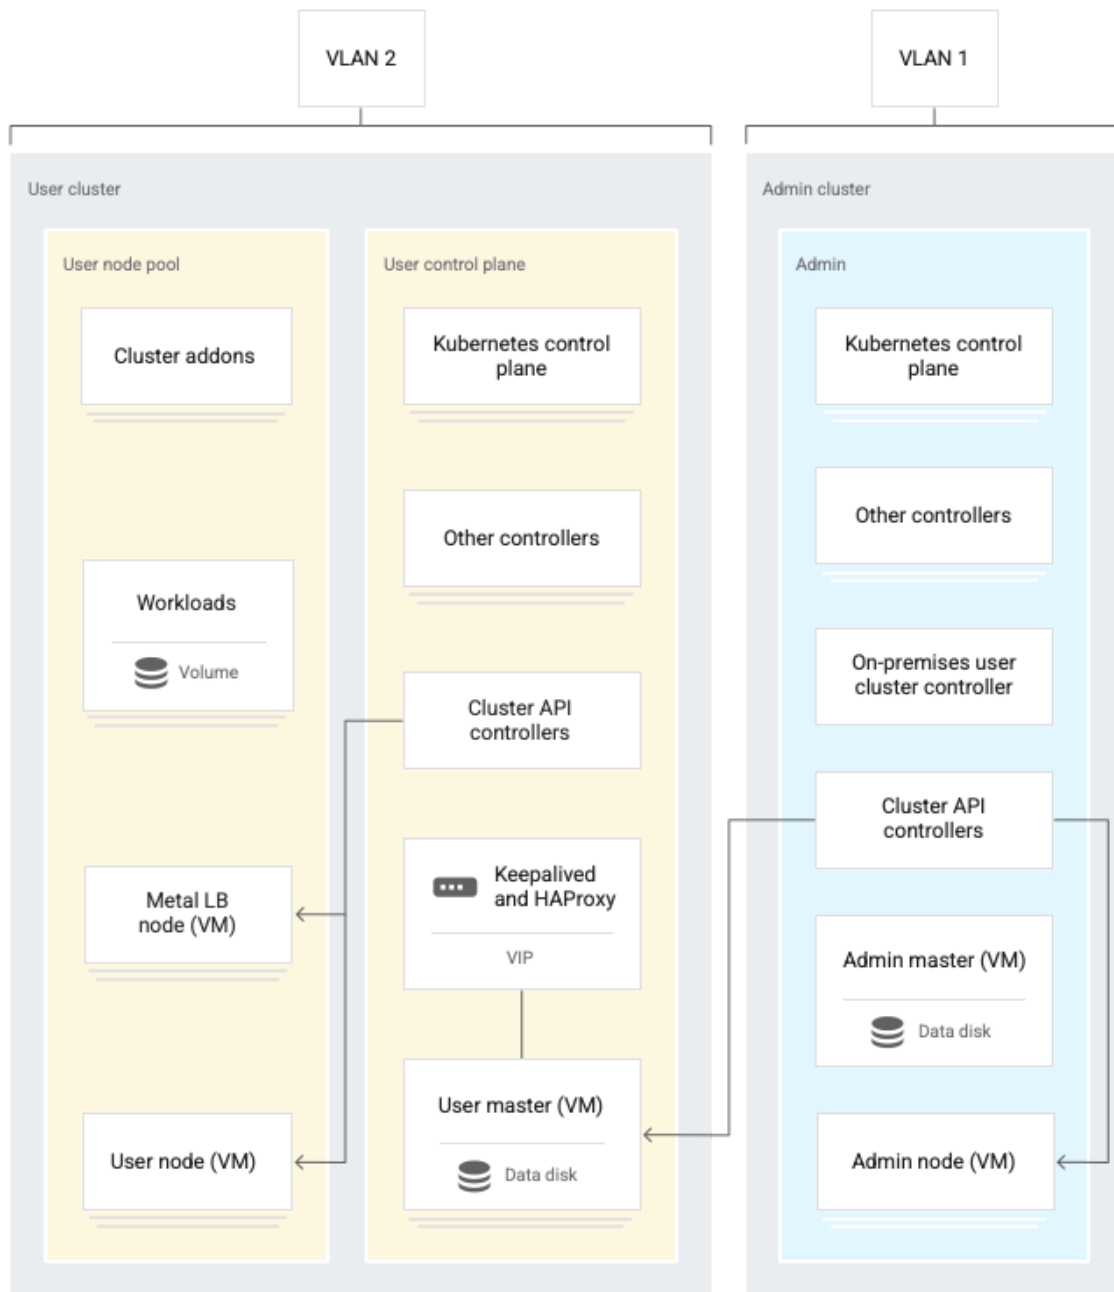 VLAN 2
VLAN 1
User cluster
User node pool
Cluster addons
Workloads
Volume
Metal LB
node (VM)
User node (VM)
User control plane
Kubernetes control
plane
Other controllers
Cluster API
controllers
Keepalived
and HAProxy
VIP
User master (VM)
Data disk
Admin cluster
Admin
Kubernetes control
plane
Other controllers
On-premises user
cluster controller
Cluster API
controllers
Admin master (VM)
Data disk
Admin node (VM)